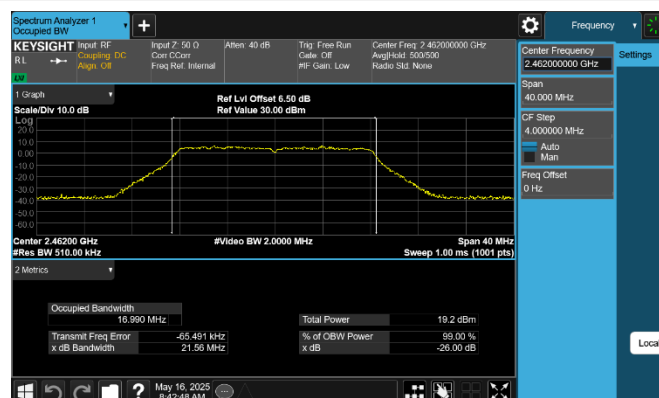 Spectrum Analyzer 1
Occupied BW
+
Frequency
KEYSIGHT
RL
LV
Input: RF
Coupling: DC
Align: Off
Input Z: 50 Ω
Corr CCorr
Freq Ref: Internal
Atten: 40 dB
Trig: Free Run
Gate: Off
#IF Gain: Low
Center Freq: 2.462000000 GHz
Avg|Hold: 500/500
Radio Std: None
Center Frequency
2.462000000 GHz
Settings
Span
40.000 MHz
CF Step
4.000000 MHz
Auto
Man
Freq Offset
0 Hz
1 Graph
Scale/Div 10.0 dB
Ref Lvl Offset 6.50 dB
Ref Value 30.00 dBm
Log
20.0
10.0
0.00
-10.0
-20.0
-30.0
-40.0
-50.0
-60.0
Center 2.46200 GHz
#Res BW 510.00 kHz
#Video BW 2.0000 MHz
Span 40 MHz
Sweep 1.00 ms (1001 pts)
2 Metrics
Occupied Bandwidth
16.990 MHz
Total Power 19.2 dBm
Transmit Freq Error -65.491 kHz
% of OBW Power 99.00 %
x dB Bandwidth 21.56 MHz
x dB -26.00 dB
Local
?
May 16, 2025
8:42:48 AM